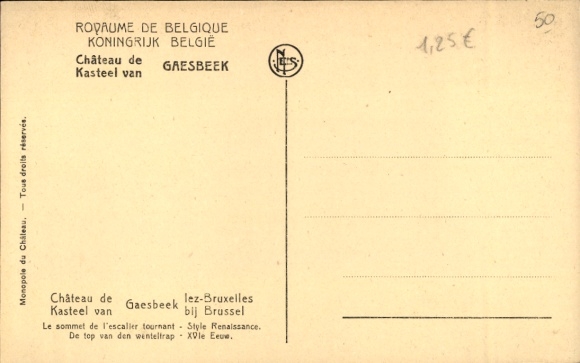 ROYAUME DE BELGIQUE
KONINGRIJK BELGIË
Château de
Kasteel van GAESBEEK
NELS
1,25 €
50
Monopole du Château. — Tous droits réservés.
Château de Gaesbeek lez-Bruxelles
Kasteel van Gaesbeek bij Brussel
Le sommet de l'escalier tournant - Style Renaissance.
De top van den wenteltrap - XVIe Eeuw.